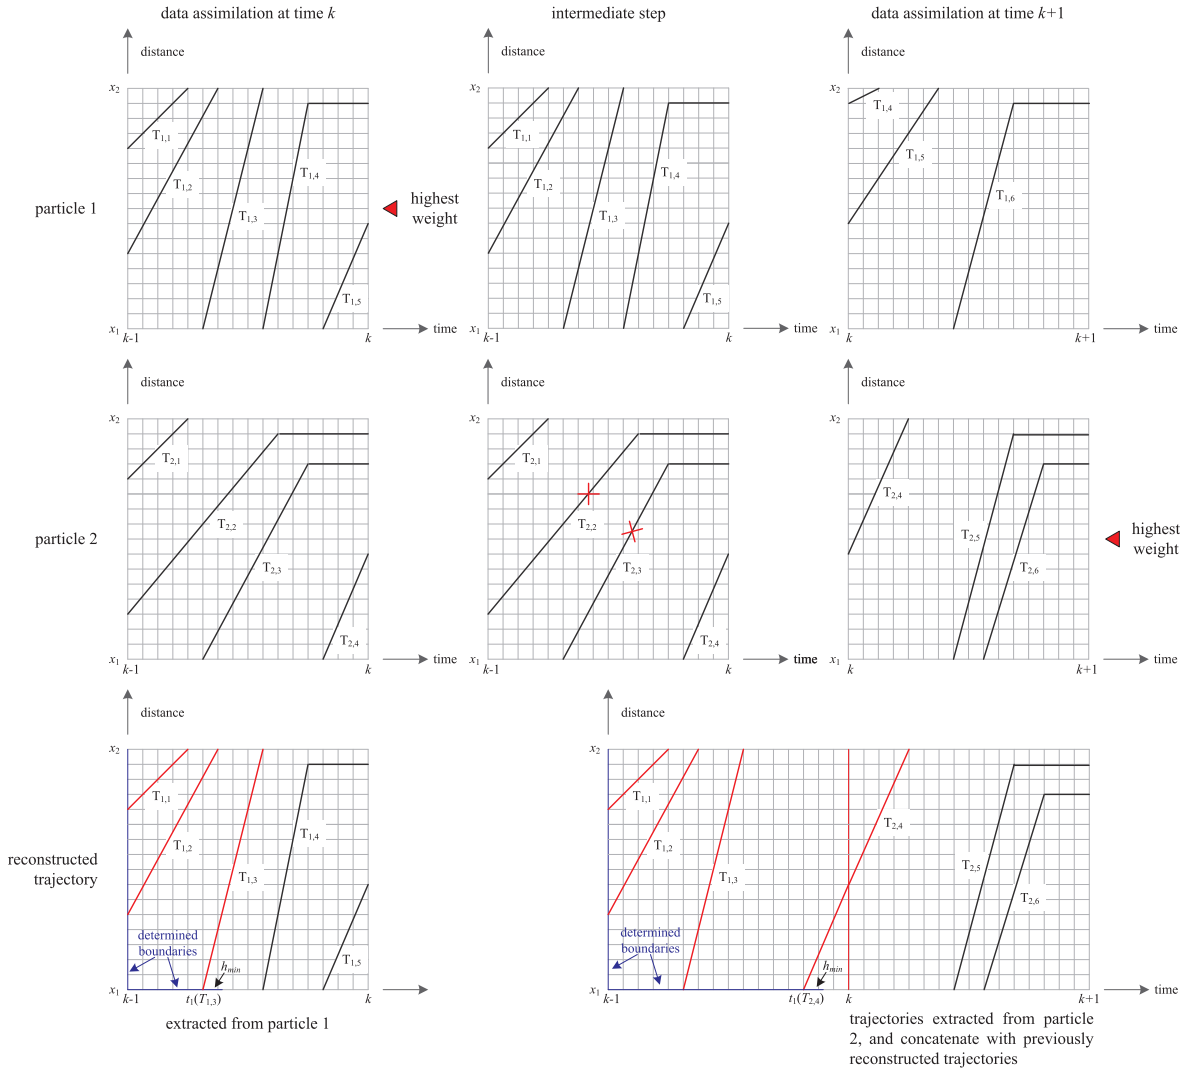 data assimilation at time k
intermediate step
data assimilation at time k+1
distance
distance
distance
x2
x2
x2
T1,1
T1,2
T1,3
T1,4
T1,5
T1,1
T1,2
T1,3
T1,4
T1,5
T1,4
T1,5
T1,6
particle 1
highest
weight
x1
k-1
k
time
x1
k-1
k
time
x1
k
k+1
time
distance
distance
distance
x2
x2
x2
T2,1
T2,2
T2,3
T2,4
T2,1
T2,2
T2,3
T2,4
T2,4
T2,5
T2,6
particle 2
highest
weight
x1
k-1
k
time
x1
k-1
k
time
x1
k
k+1
time
distance
distance
x2
x2
T1,1
T1,2
T1,3
T1,4
T1,5
T1,1
T1,2
T1,3
T2,4
T2,5
T2,6
reconstructed
trajectory
determined
boundaries
hmin
determined
boundaries
hmin
x1
k-1
t1(T1,3)
k
time
x1
k-1
t1(T2,4)
k
k+1
time
extracted from particle 1
trajectories extracted from particle
2, and concatenate with previously
reconstructed trajectories